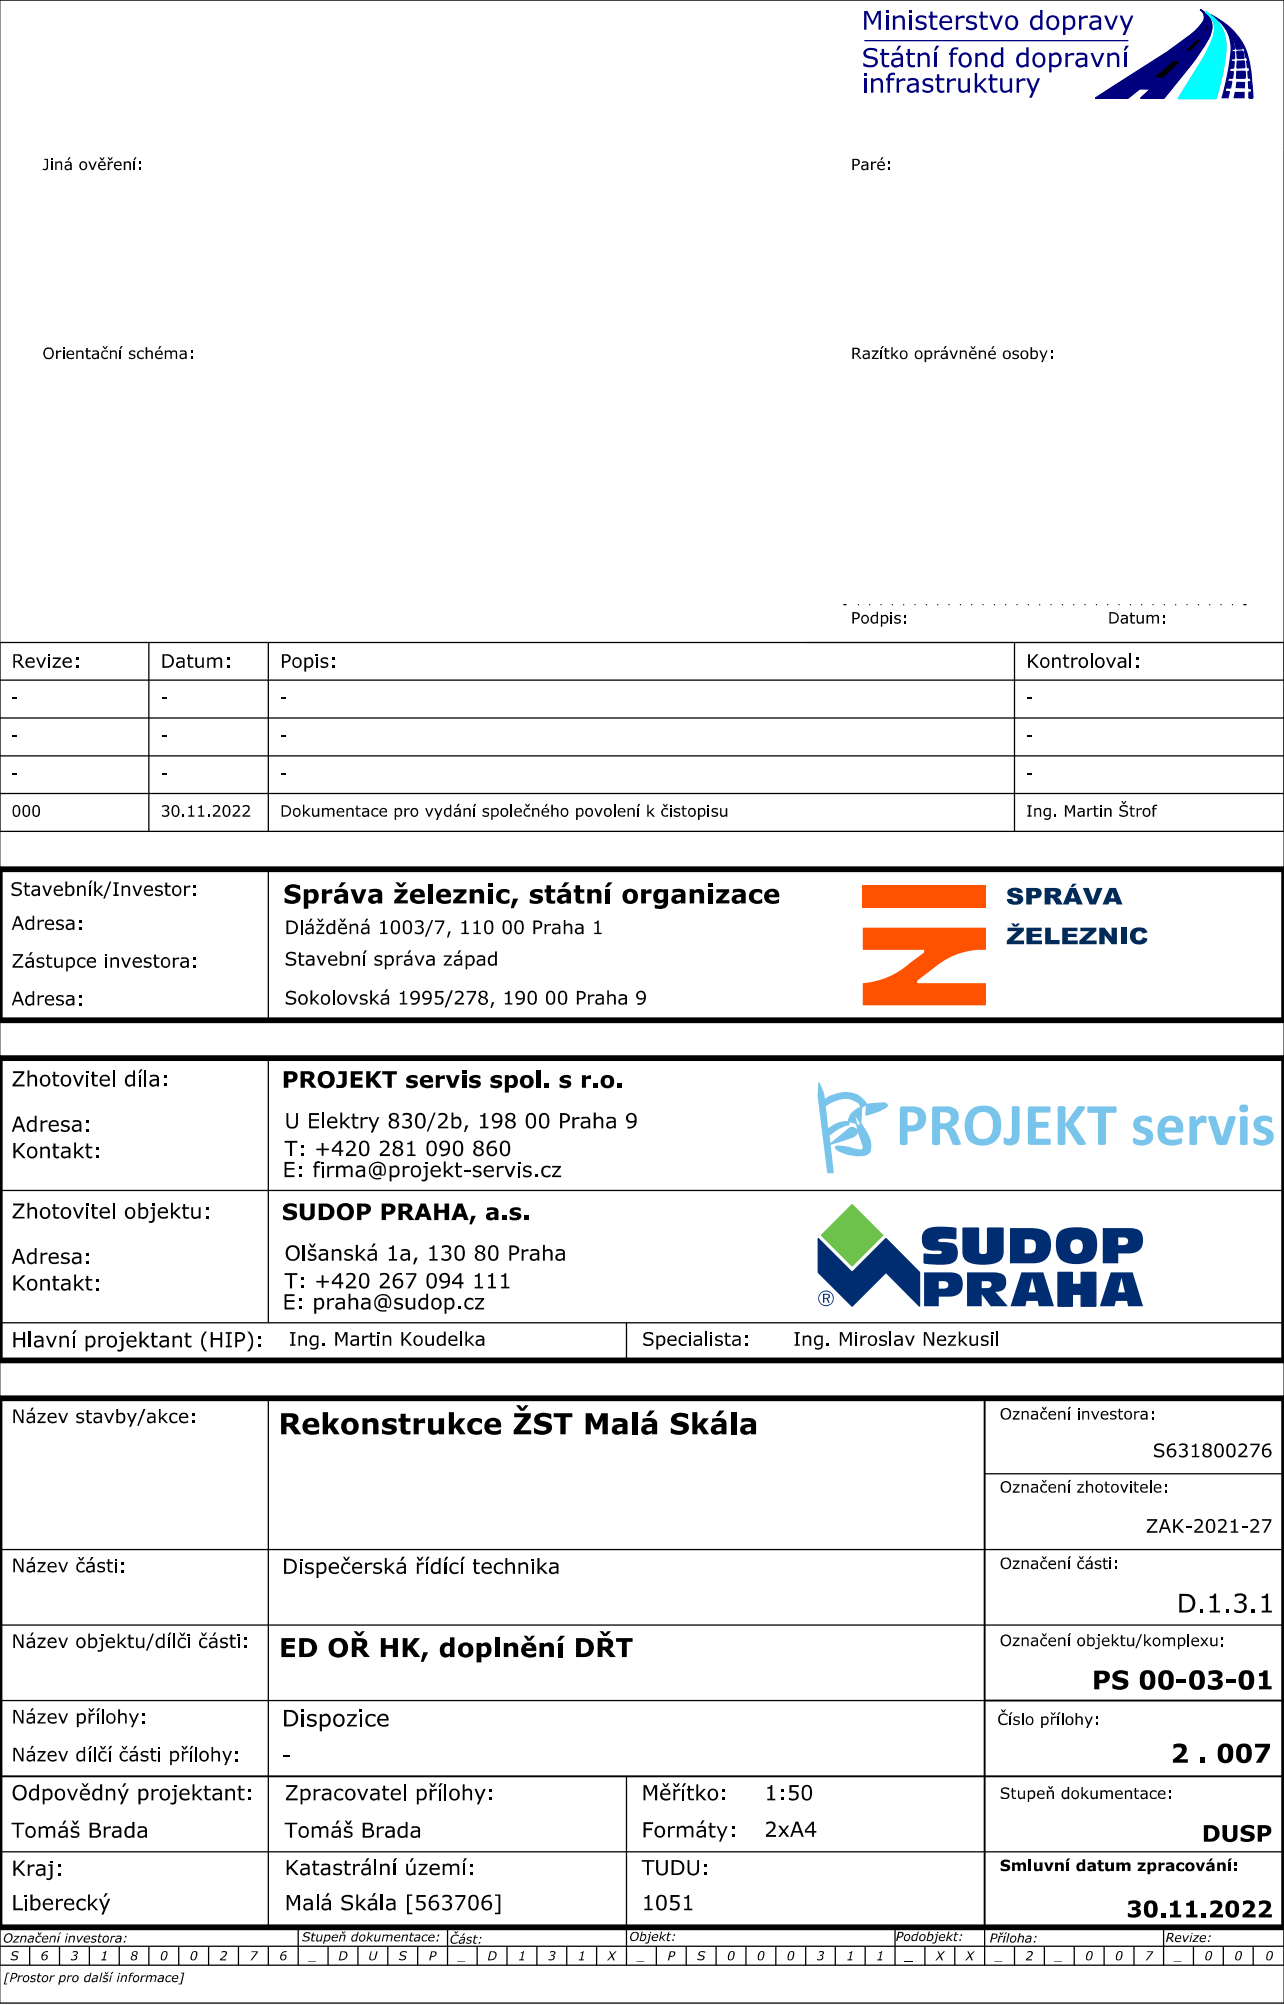 Ministerstvo dopravy
Státní fond dopravní
infrastruktury
Jiná ověření:
Paré:
Orientační schéma:
Razítko oprávněné osoby:
Podpis: Datum:
Revize: Datum: Popis: Kontroloval:
- - - -
- - - -
- - - -
000 30.11.2022 Dokumentace pro vydání společného povolení k čistopisu Ing. Martin Štrof
Stavebník/Investor: Správa železnic, státní organizace
Adresa: Dlážděná 1003/7, 110 00 Praha 1
Zástupce investora: Stavební správa západ
Adresa: Sokolovská 1995/278, 190 00 Praha 9
SPRÁVA
ŽELEZNIC
Zhotovitel díla: PROJEKT servis spol. s r.o.
Adresa: U Elektry 830/2b, 198 00 Praha 9
Kontakt: T: +420 281 090 860
E: firma@projekt-servis.cz
PROJEKT servis
Zhotovitel objektu: SUDOP PRAHA, a.s.
Adresa: Olšanská 1a, 130 80 Praha
Kontakt: T: +420 267 094 111
E: praha@sudop.cz
SUDOP
PRAHA
®
Hlavní projektant (HIP): Ing. Martin Koudelka Specialista: Ing. Miroslav Nezkusil
Název stavby/akce: Rekonstrukce ŽST Malá Skála
Označení investora:
S631800276
Označení zhotovitele:
ZAK-2021-27
Název části: Dispečerská řídící technika
Označení části:
D.1.3.1
Název objektu/dílči části: ED OŘ HK, doplnění DŘT
Označení objektu/komplexu:
PS 00-03-01
Název přílohy: Dispozice
Název dílčí části přílohy: -
Číslo přílohy:
2 . 007
Odpovědný projektant: Zpracovatel přílohy: Měřítko: 1:50
Tomáš Brada Tomáš Brada Formáty: 2xA4
Stupeň dokumentace:
DUSP
Kraj: Katastrální území: TUDU:
Liberecký Malá Skála [563706] 1051
Smluvní datum zpracování:
30.11.2022
Označení investora: Stupeň dokumentace: Část: Objekt: Podobjekt: Příloha: Revize:
S 6 3 1 8 0 0 2 7 6 _ D U S P _ D 1 3 1 X _ P S 0 0 0 3 1 1 _ X X _ 2 _ 0 0 7 _ 0 0 0
[Prostor pro další informace]